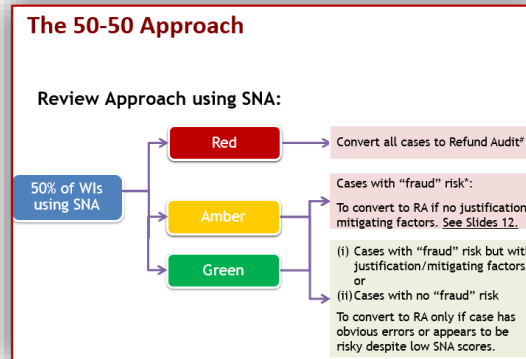 The 50-50 Approach
Review Approach using SNA:
50% of WIs
using SNA
Red
Convert all cases to Refund Audit#
Amber
Cases with “fraud” risk*:
To convert to RA if no justification
mitigating factors. See Slides 12.
Green
(i) Cases with “fraud” risk but with
justification/mitigating factors
or
(ii) Cases with no “fraud” risk
To convert to RA only if case has
obvious errors or appears to be
risky despite low SNA scores.